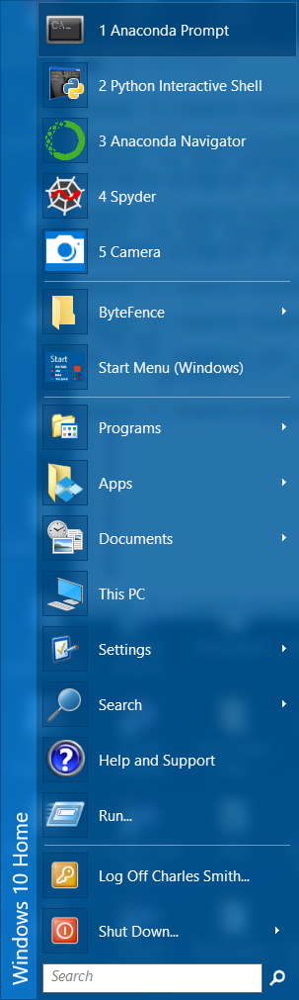 1 Anaconda Prompt
2 Python Interactive Shell
3 Anaconda Navigator
4 Spyder
5 Camera
ByteFence
Start
Start Menu (Windows)
Programs
Apps
Documents
This PC
Settings
Search
Help and Support
Run...
Log Off Charles Smith...
Shut Down...
Search
Windows 10 Home